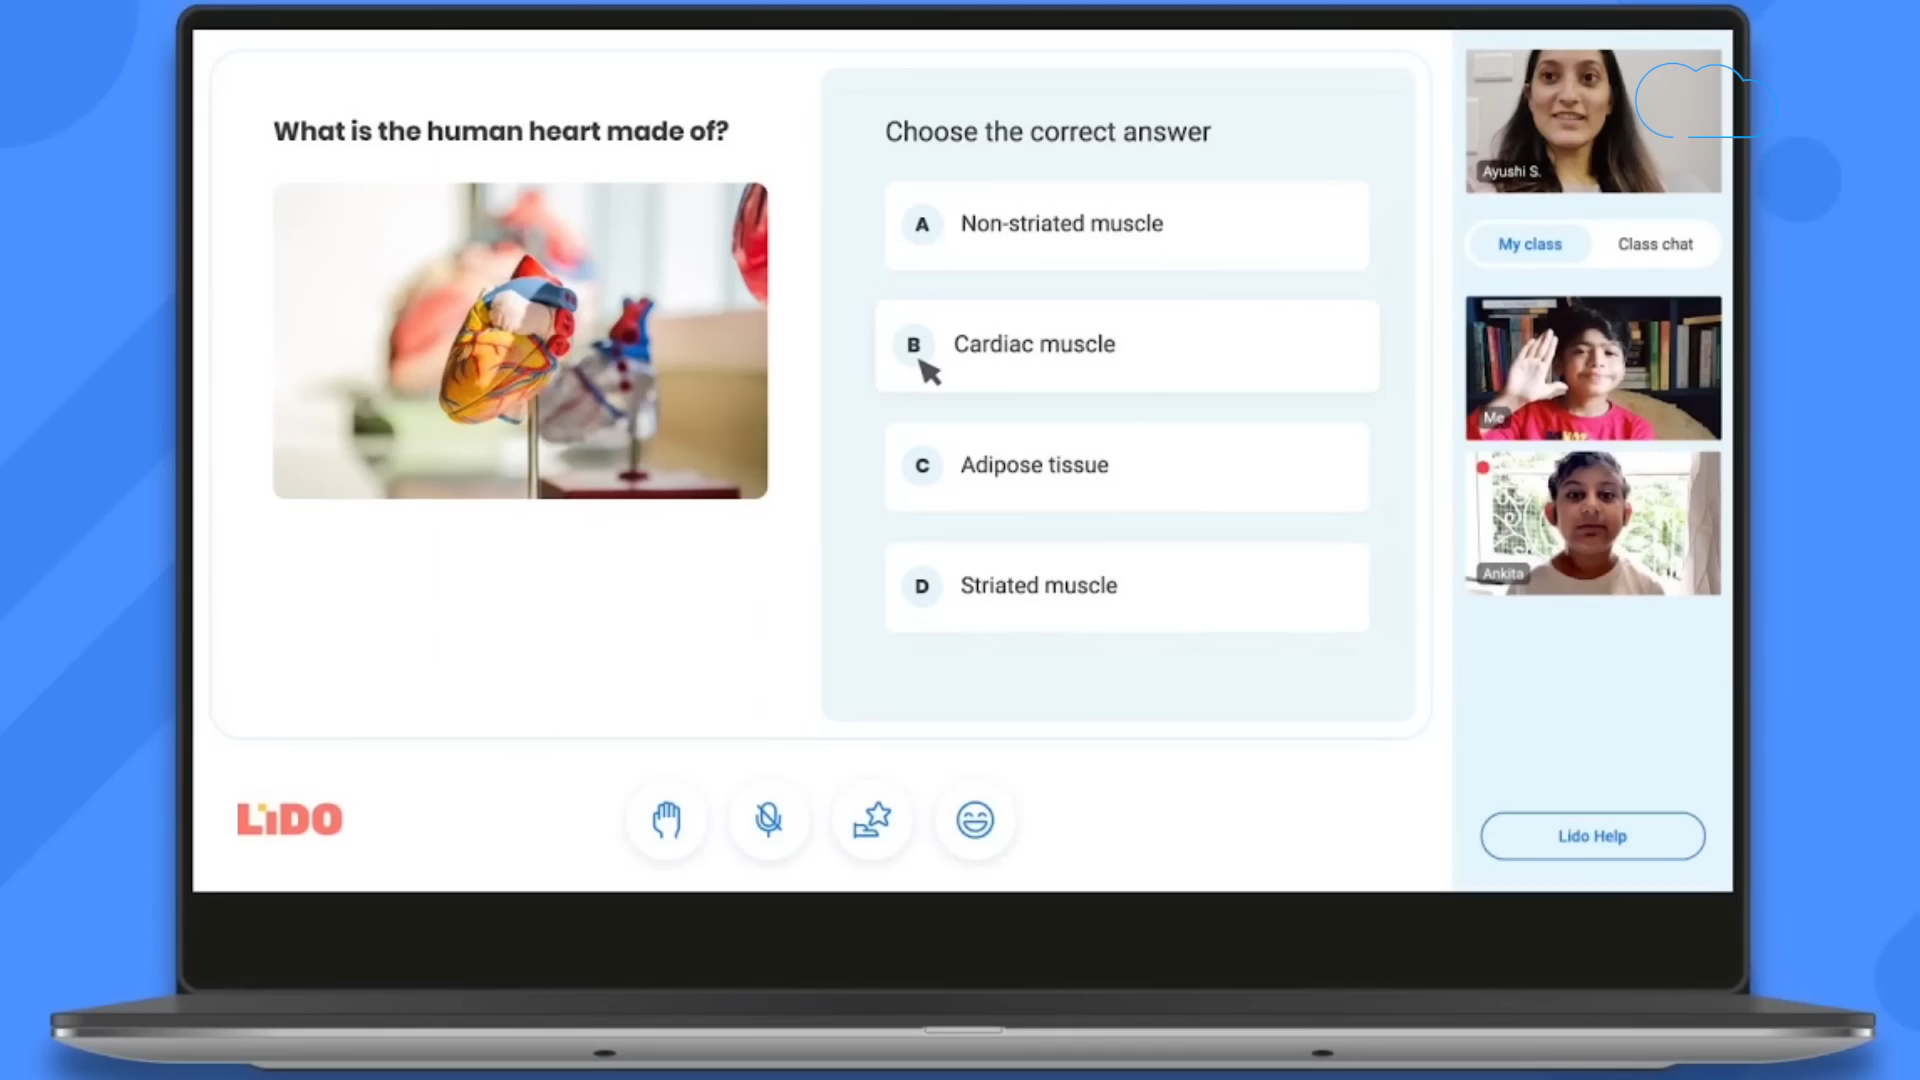 What is the human heart made of?
Choose the correct answer
A Non-striated muscle
B Cardiac muscle
C Adipose tissue
D Striated muscle
Ayushi S.
My class
Class chat
Me
Ankita
LiDO
Lido Help